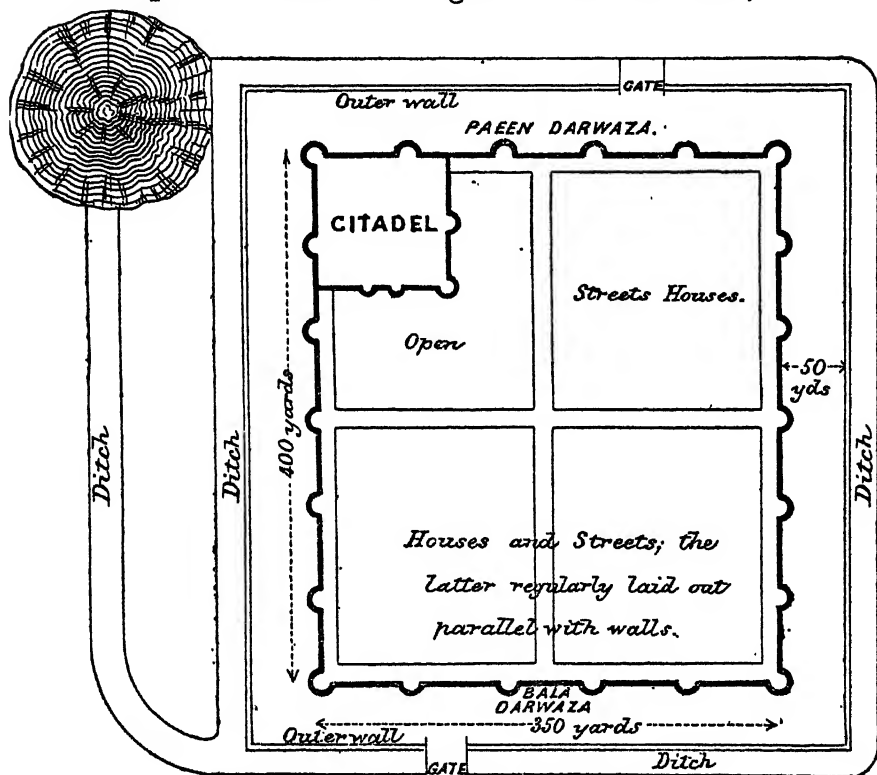 GATE
Outer wall
PAEEN DARWAZA.
CITADEL
Streets Houses.
Open
50
yds
400 yards
Ditch
Ditch
Ditch
Houses and Streets; the
latter regularly laid out
parallel with walls.
BALA
DARWAZA
350 yards
Outer wall
GATE
Ditch